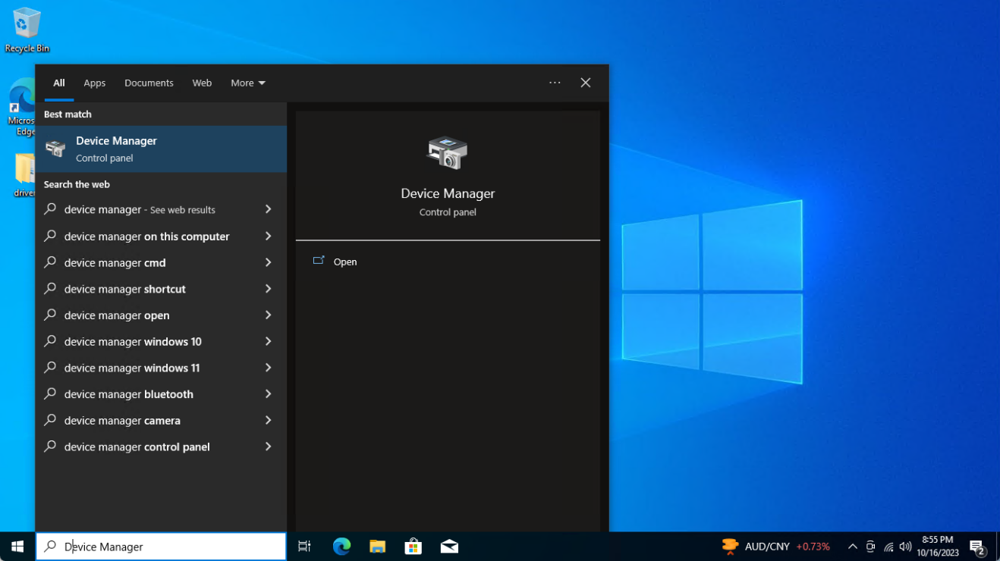 Recycle Bin
Micros
Edge
driver
All Apps Documents Web More
Best match
Device Manager
Control panel
Search the web
device manager - See web results
device manager on this computer
device manager cmd
device manager shortcut
device manager open
device manager windows 10
device manager windows 11
device manager bluetooth
device manager camera
device manager control panel
Device Manager
Control panel
Open
Device Manager
AUD/CNY +0.73%
8:55 PM
10/16/2023
2